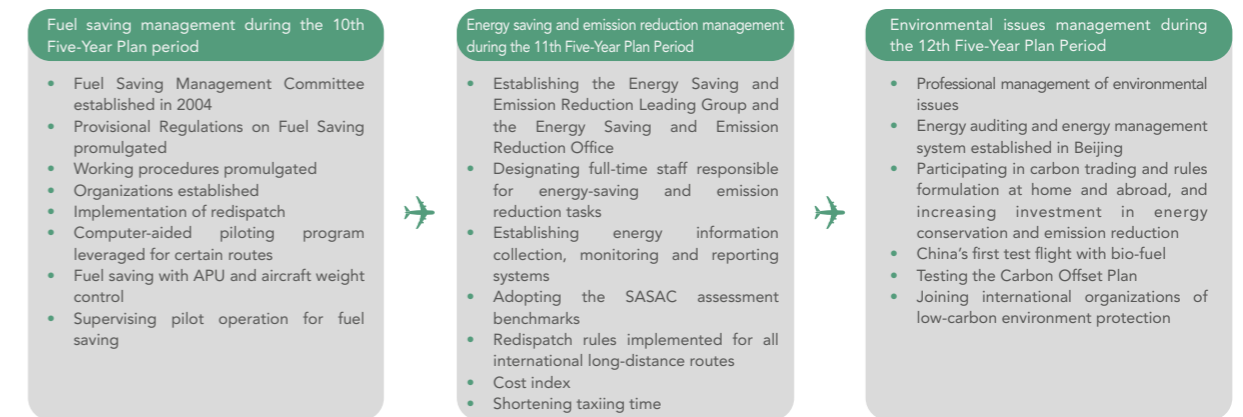 Fuel saving management during the 10th
Five-Year Plan period
• Fuel Saving Management Committee
established in 2004
• Provisional Regulations on Fuel Saving
promulgated
• Working procedures promulgated
• Organizations established
• Implementation of redispatch
• Computer-aided piloting program
leveraged for certain routes
• Fuel saving with APU and aircraft weight
control
• Supervising pilot operation for fuel
saving
Energy saving and emission reduction management
during the 11th Five-Year Plan Period
• Establishing the Energy Saving and
Emission Reduction Leading Group and
the Energy Saving and Emission
Reduction Office
• Designating full-time staff responsible
for energy-saving and emission
reduction tasks
• Establishing energy information
collection, monitoring and reporting
systems
• Adopting the SASAC assessment
benchmarks
• Redispatch rules implemented for all
international long-distance routes
• Cost index
• Shortening taxiing time
Environmental issues management during
the 12th Five-Year Plan Period
• Professional management of environmental
issues
• Energy auditing and energy management
system established in Beijing
• Participating in carbon trading and rules
formulation at home and abroad, and
increasing investment in energy
conservation and emission reduction
• China's first test flight with bio-fuel
• Testing the Carbon Offset Plan
• Joining international organizations of
low-carbon environment protection